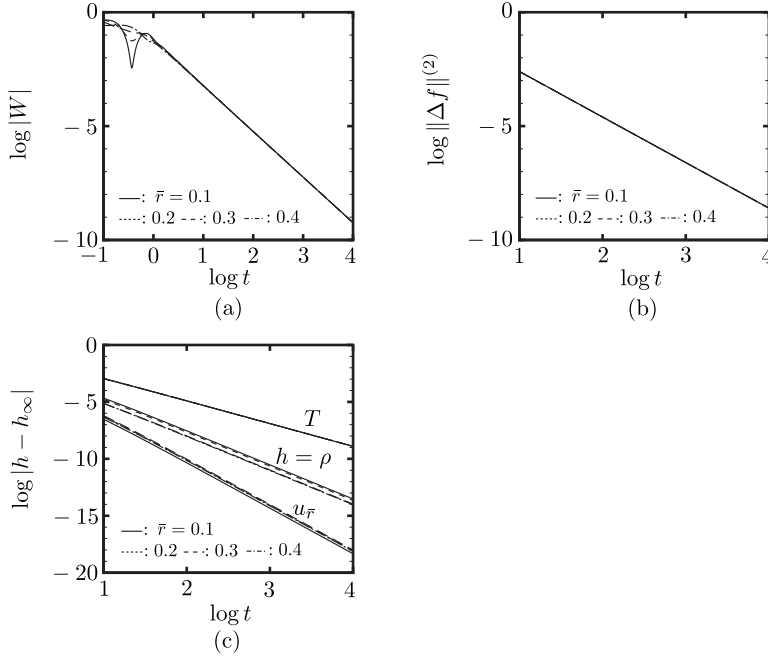 0
− 5
− 10
log |W|
—: r̄ = 0.1
: 0.2 : 0.3 : 0.4
−1 0 1 2 3 4
log t
(a)
0
− 5
− 10
log ‖Δf‖⁽²⁾
—: r̄ = 0.1
: 0.2 : 0.3 : 0.4
1 2 3 4
log t
(b)
0
− 5
− 10
− 15
− 20
log |h − h∞|
T
h = ρ
u_r̄
—: r̄ = 0.1
: 0.2 : 0.3 : 0.4
1 2 3 4
log t
(c)